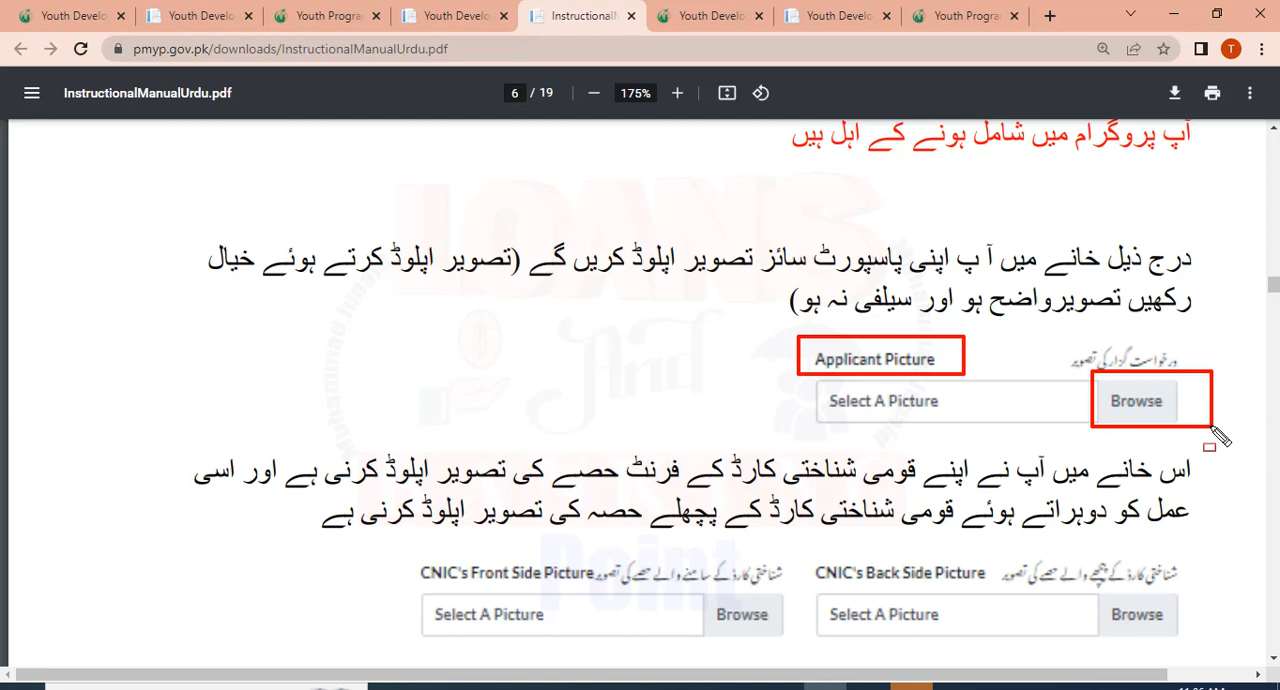 Youth Develo
Youth Develo
Youth Progra
Youth Develo
Instructional
Youth Develo
Youth Develo
Youth Progra
pmyp.gov.pk/downloads/InstructionalManualUrdu.pdf
T
InstructionalManualUrdu.pdf
6 / 19
175%
آپ پروگرام میں شامل ہونے کے اہل ہیں
LOANS
And
Point
درج ذیل خانے میں آ پ اپنی پاسپورٹ سائز تصویر اپلوڈ کریں گے (تصویر اپلوڈ کرتے ہوئے خیال
رکھیں تصویرواضح ہو اور سیلفی نہ ہو)
Applicant Picture درخواست گزار کی تصویر
Select A Picture Browse
اس خانے میں آپ نے اپنے قومی شناختی کارڈ کے فرنٹ حصے کی تصویر اپلوڈ کرنی ہے اور اسی
عمل کو دوہراتے ہوئے قومی شناختی کارڈ کے پچھلے حصہ کی تصویر اپلوڈ کرنی ہے
CNIC's Front Side Picture شناختی کارڈ کے سامنے والے حصے کی تصویر
CNIC's Back Side Picture شناختی کارڈ کے پیچھے والے حصے کی تصویر
Select A Picture Browse
Select A Picture Browse